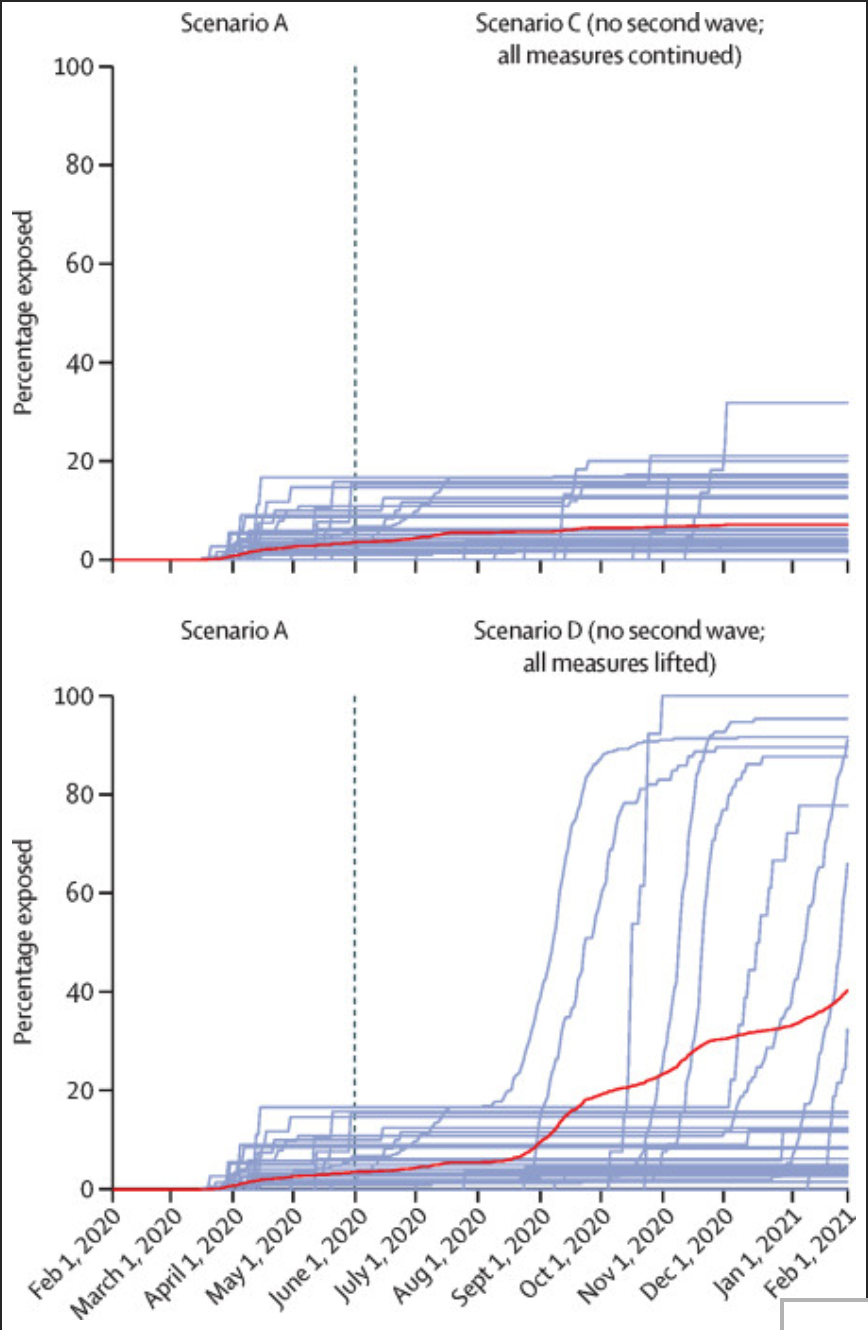 Scenario A
Scenario C (no second wave;
all measures continued)
100
80
60
40
20
0
Percentage exposed
Scenario A
Scenario D (no second wave;
all measures lifted)
100
80
60
40
20
0
Percentage exposed
Feb 1, 2020
March 1, 2020
April 1, 2020
May 1, 2020
June 1, 2020
July 1, 2020
Aug 1, 2020
Sept 1, 2020
Oct 1, 2020
Nov 1, 2020
Dec 1, 2020
Jan 1, 2021
Feb 1, 2021